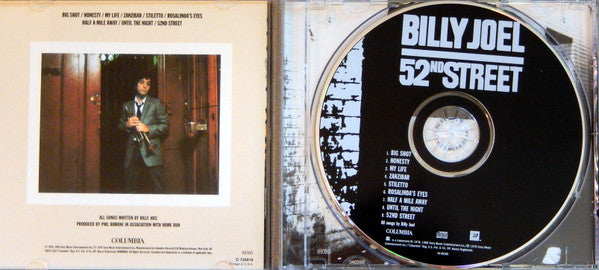 BIG SHOT / HONESTY / MY LIFE / ZANZIBAR / STILETTO / ROSALINDA'S EYES
HALF A MILE AWAY / UNTIL THE NIGHT / 52ND STREET
ALL SONGS WRITTEN BY BILLY JOEL
PRODUCED BY PHIL RAMONE IN ASSOCIATION WITH HOME RUN
COLUMBIA
69385
BILLY JOEL
52ND STREET
1. BIG SHOT
2. HONESTY
3. MY LIFE
4. ZANZIBAR
5. STILETTO
6. ROSALINDA'S EYES
7. HALF A MILE AWAY
8. UNTIL THE NIGHT
9. 52ND STREET
All songs by Billy Joel
COLUMBIA